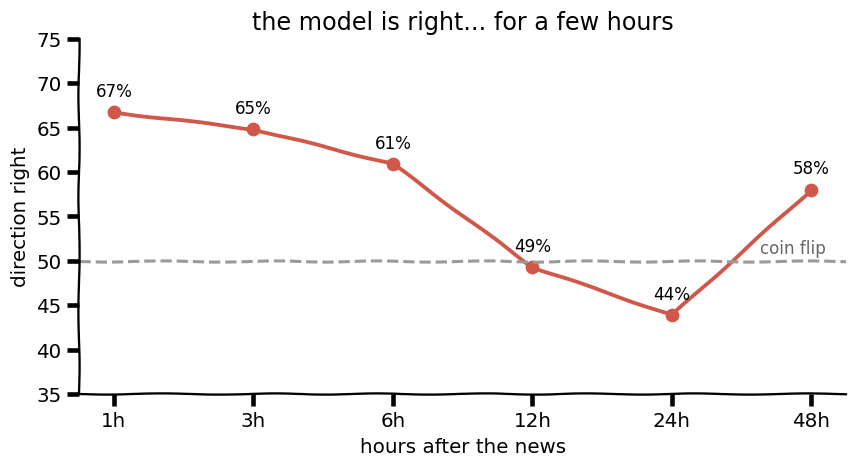 the model is right... for a few hours
75
70
65
60
55
50
45
40
35
direction right
67%
65%
61%
49%
44%
58%
coin flip
1h
3h
6h
12h
24h
48h
hours after the news